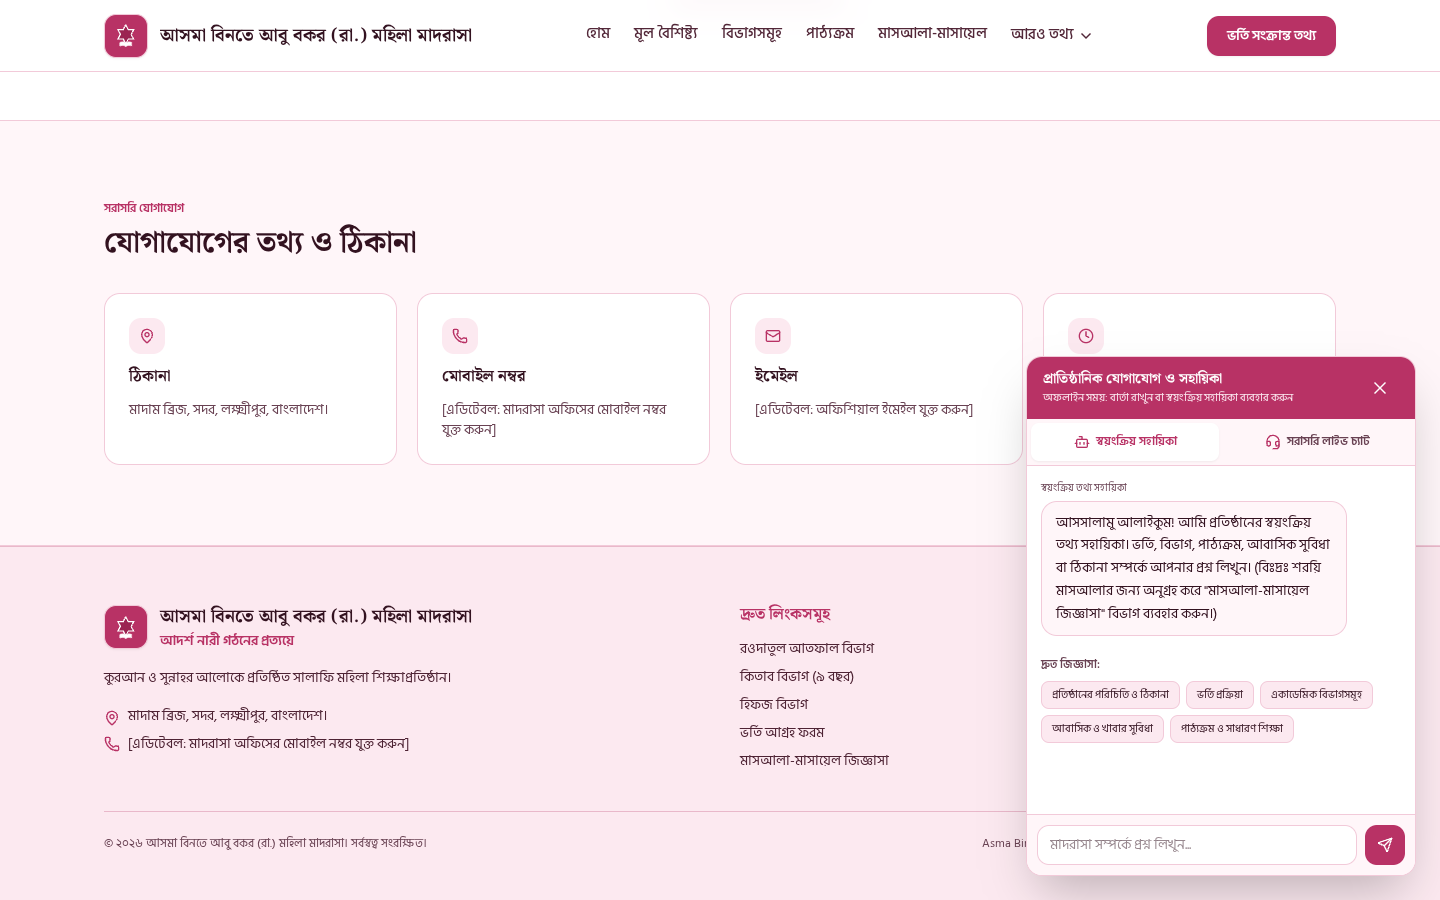 আসমা বিনতে আবু বকর (রা.) মহিলা মাদরাসা
হোম
মূল বৈশিষ্ট্য
বিভাগসমূহ
পাঠ্যক্রম
মাসআলা-মাসায়েল
আরও তথ্য
ভর্তি সংক্রান্ত তথ্য
সরাসরি যোগাযোগ
যোগাযোগের তথ্য ও ঠিকানা
ঠিকানা
মাদাম ব্রিজ, সদর, লক্ষ্মীপুর, বাংলাদেশ।
মোবাইল নম্বর
[এডিটেবল: মাদরাসা অফিসের মোবাইল নম্বর
যুক্ত করুন]
ইমেইল
[এডিটেবল: অফিশিয়াল ইমেইল যুক্ত করুন]
প্রাতিষ্ঠানিক যোগাযোগ ও সহায়িকা
অফলাইন সময়: বার্তা রাখুন বা স্বয়ংক্রিয় সহায়িকা ব্যবহার করুন
স্বয়ংক্রিয় সহায়িকা
সরাসরি লাইভ চ্যাট
স্বয়ংক্রিয় তথ্য সহায়িকা
আসসালামু আলাইকুম! আমি প্রতিষ্ঠানের স্বয়ংক্রিয়
তথ্য সহায়িকা। ভর্তি, বিভাগ, পাঠ্যক্রম, আবাসিক সুবিধা
বা ঠিকানা সম্পর্কে আপনার প্রশ্ন লিখুন। (বিঃদ্রঃ শরয়ি
মাসআলার জন্য অনুগ্রহ করে "মাসআলা-মাসায়েল
জিজ্ঞাসা" বিভাগ ব্যবহার করুন।)
দ্রুত জিজ্ঞাসা:
প্রতিষ্ঠানের পরিচিতি ও ঠিকানা
ভর্তি প্রক্রিয়া
একাডেমিক বিভাগসমূহ
আবাসিক ও খাবার সুবিধা
পাঠ্যক্রম ও সাধারণ শিক্ষা
মাদরাসা সম্পর্কে প্রশ্ন লিখুন...
আসমা বিনতে আবু বকর (রা.) মহিলা মাদরাসা
আদর্শ নারী গঠনের প্রত্যয়ে
কুরআন ও সুন্নাহর আলোকে প্রতিষ্ঠিত সালাফি মহিলা শিক্ষাপ্রতিষ্ঠান।
মাদাম ব্রিজ, সদর, লক্ষ্মীপুর, বাংলাদেশ।
[এডিটেবল: মাদরাসা অফিসের মোবাইল নম্বর যুক্ত করুন]
দ্রুত লিংকসমূহ
রওদাতুল আতফাল বিভাগ
কিতাব বিভাগ (৯ বছর)
হিফজ বিভাগ
ভর্তি আগ্রহ ফরম
মাসআলা-মাসায়েল জিজ্ঞাসা
© ২০২৬ আসমা বিনতে আবু বকর (রা.) মহিলা মাদরাসা। সর্বস্বত্ব সংরক্ষিত।
Asma